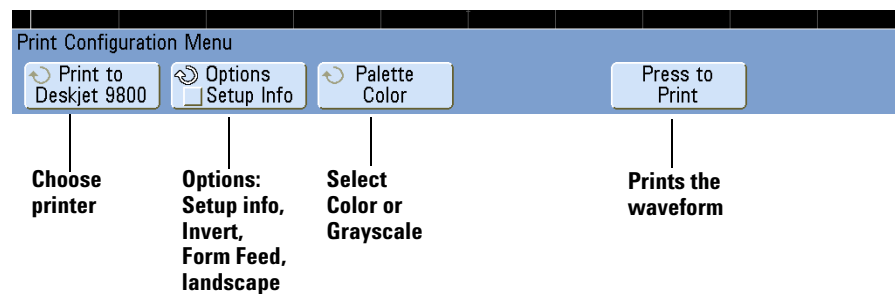 Print Configuration Menu
Print to
Deskjet 9800
Options
Setup Info
Palette
Color
Press to
Print
Choose
printer
Options:
Setup info,
Invert,
Form Feed,
landscape
Select
Color or
Grayscale
Prints the
waveform